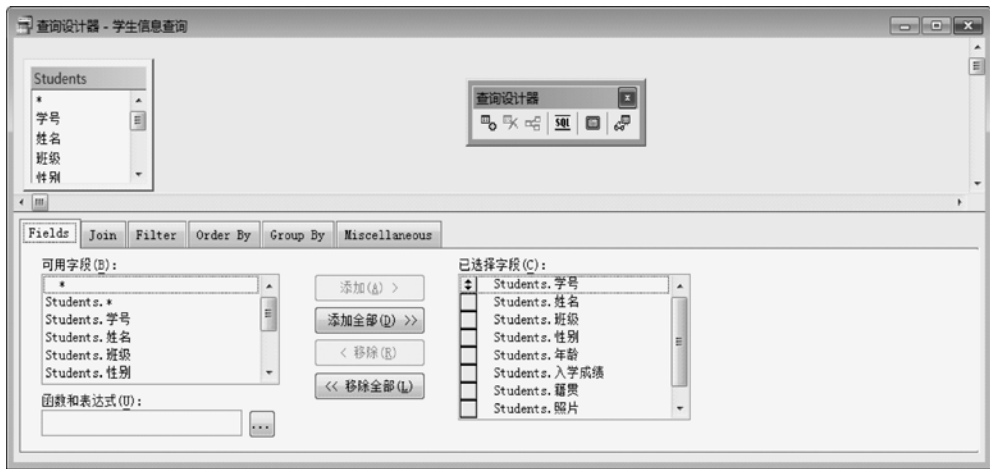 查询设计器 - 学生信息查询
Students
*
学号
姓名
班级
性别
查询设计器
SQL
Fields Join Filter Order By Group By Miscellaneous
可用字段(B):
*
Students.*
Students.学号
Students.姓名
Students.班级
Students.性别
函数和表达式(U):
...
添加(A) >
添加全部(D) >>
< 移除(R)
<< 移除全部(L)
已选择字段(C):
Students.学号
Students.姓名
Students.班级
Students.性别
Students.年龄
Students.入学成绩
Students.籍贯
Students.照片